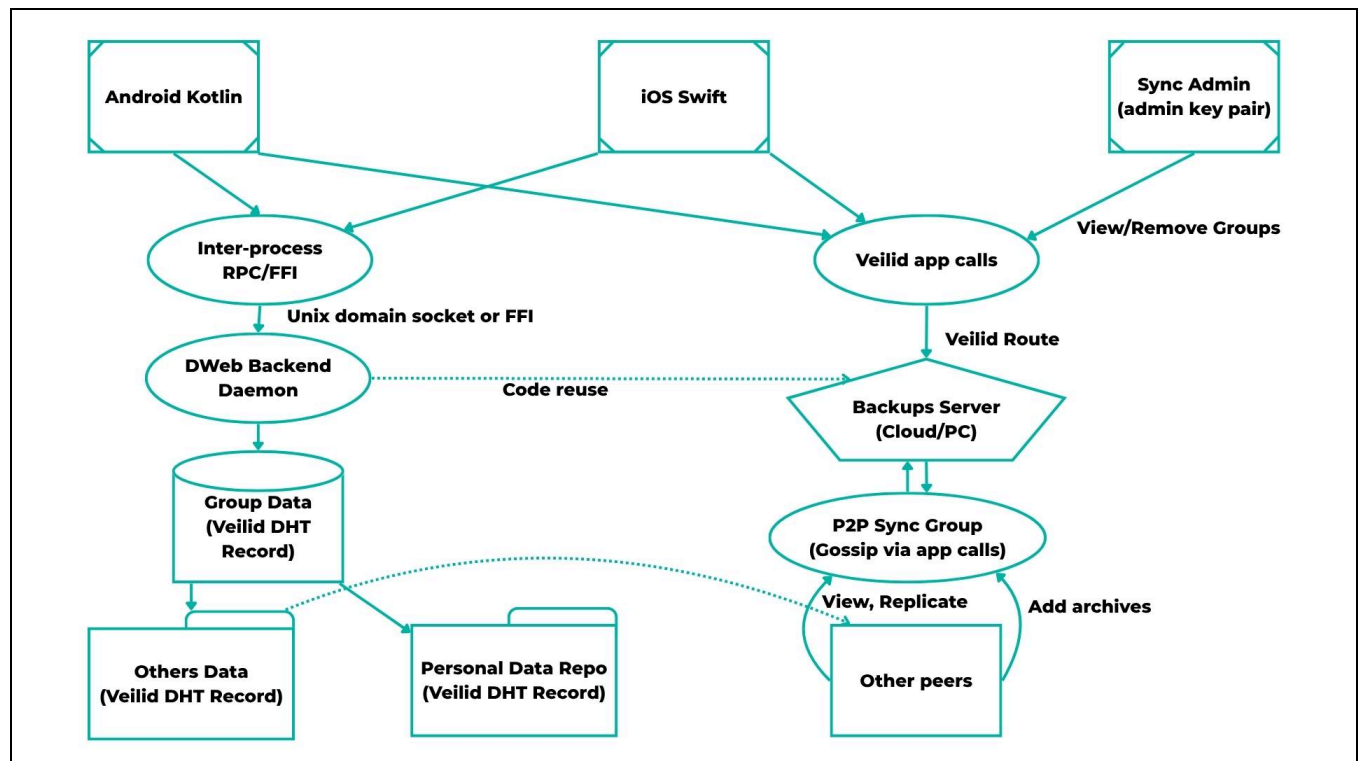 Android Kotlin
iOS Swift
Sync Admin
(admin key pair)
View/Remove Groups
Inter-process
RPC/FFI
Veilid app calls
Unix domain socket or FFI
Veilid Route
DWeb Backend
Daemon
Code reuse
Backups Server
(Cloud/PC)
Group Data
(Veilid DHT
Record)
P2P Sync Group
(Gossip via app calls)
View, Replicate
Add archives
Others Data
(Veilid DHT Record)
Personal Data Repo
(Veilid DHT Record)
Other peers